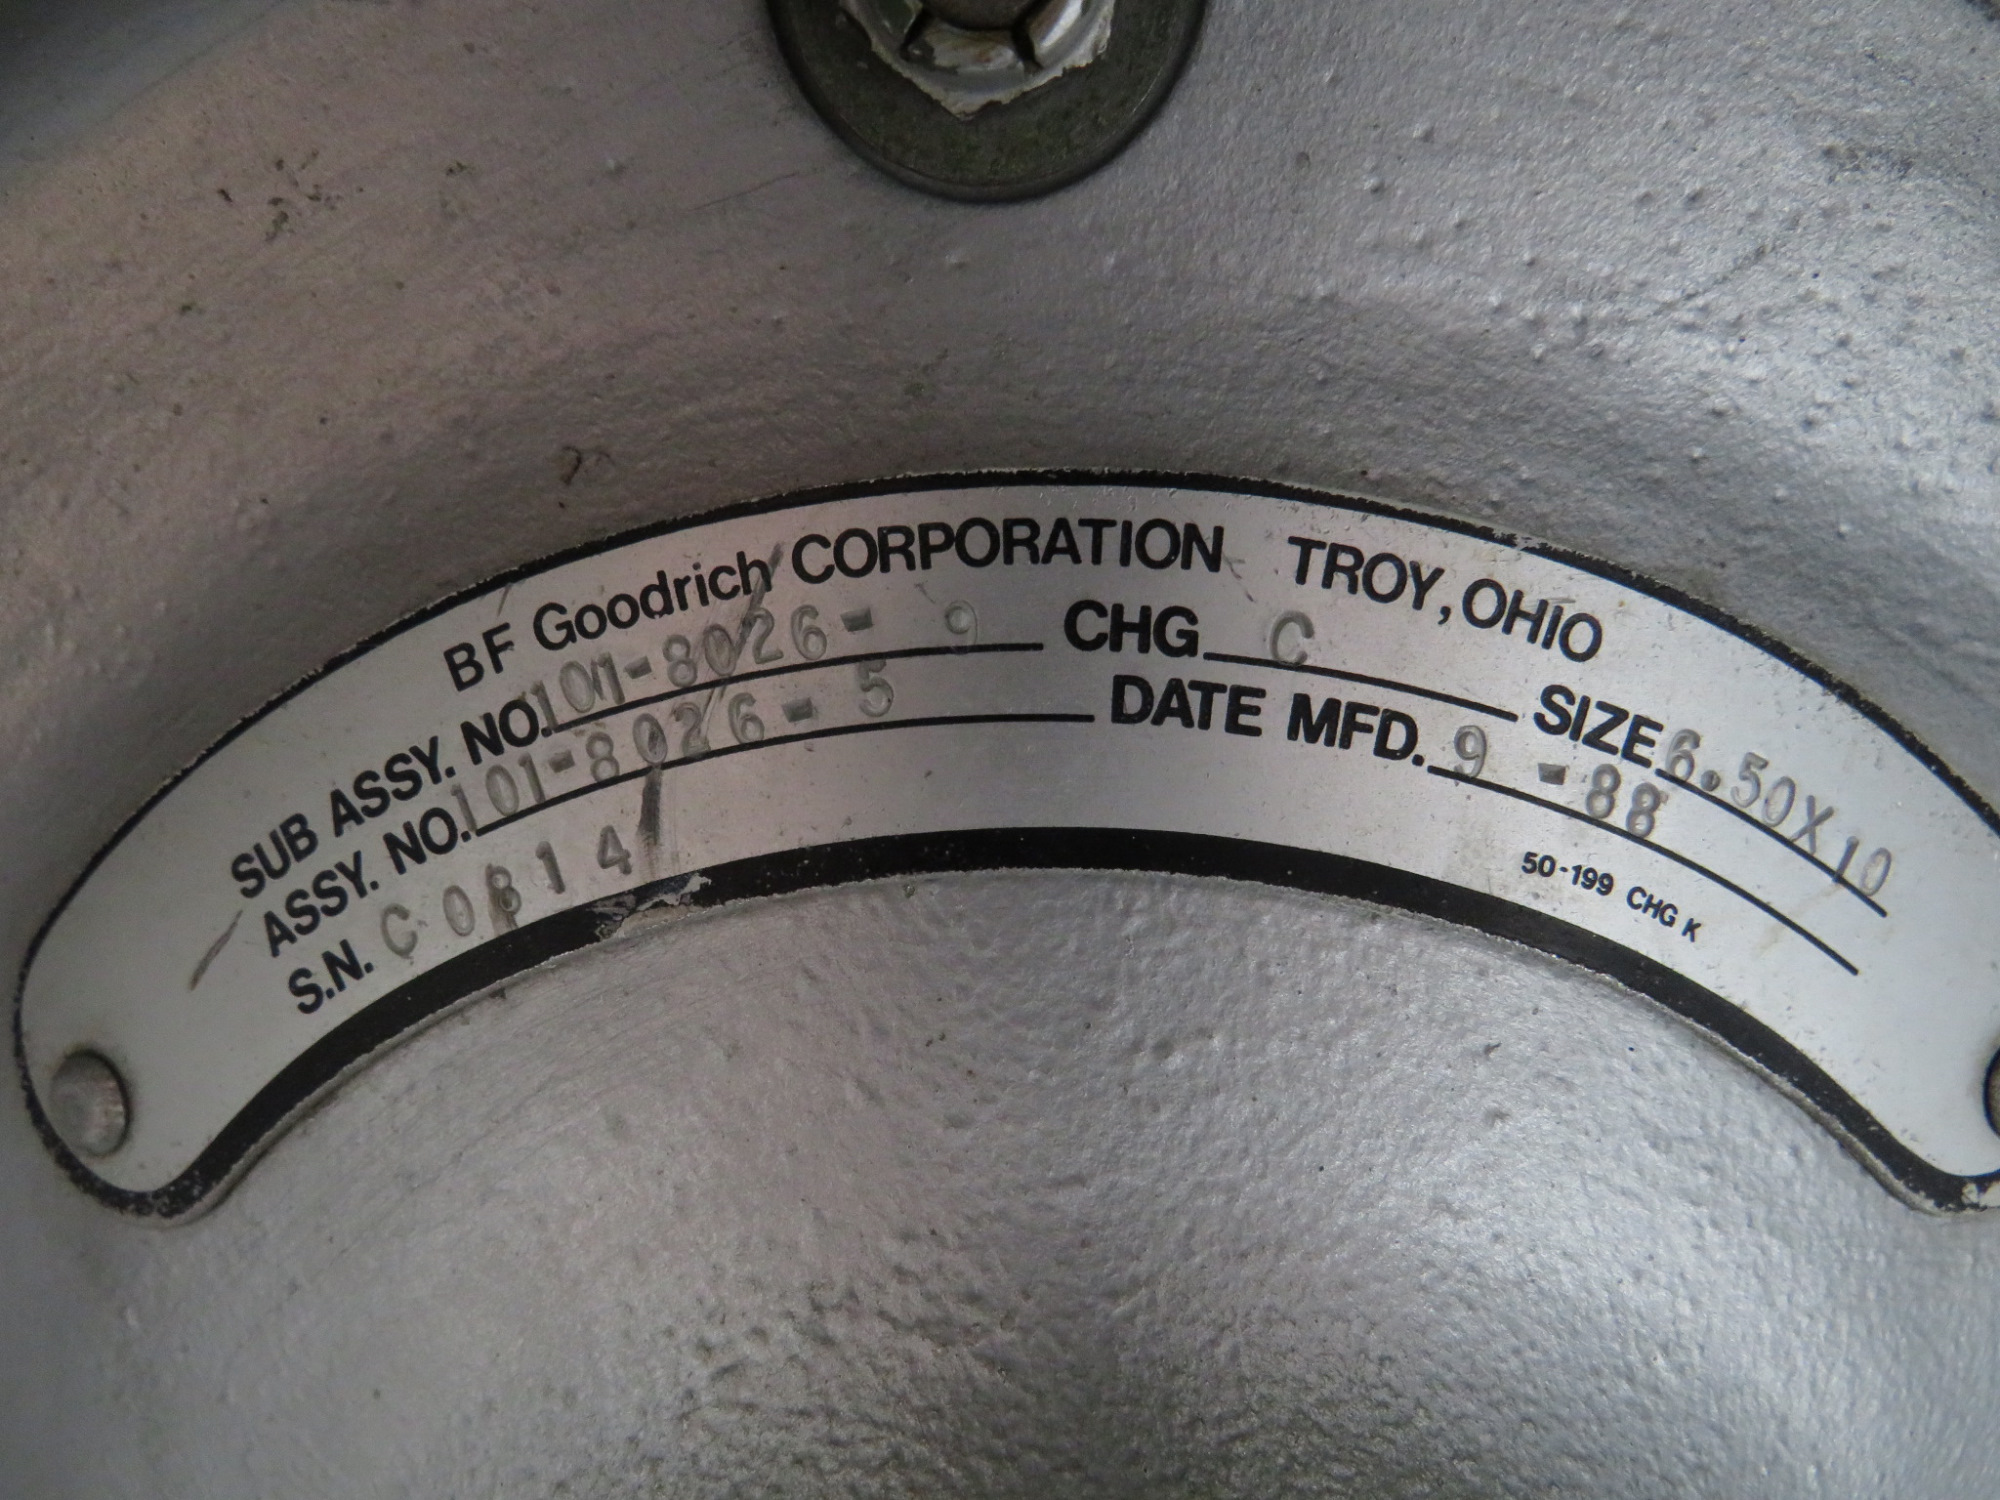 BF Goodrich CORPORATION TROY, OHIO
SUB ASSY. NO. 101-8026-9 CHG C SIZE 6.50X10
ASSY. NO. 101-8026-5 DATE MFD. 9-88
S.N. C0814
50-199 CHG K